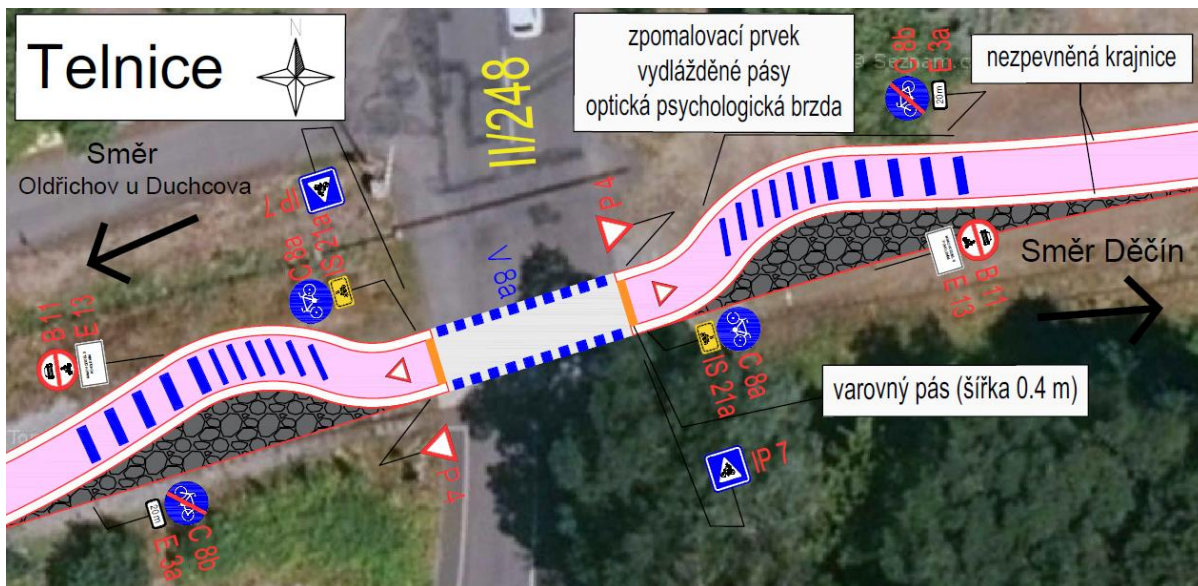 Telnice
N
II/248
zpomalovací prvek
vydlážděné pásy
optická psychologická brzda
C 8b
E 3a
20 m
nezpevněná krajnice
Směr
Oldřichov u Duchcova
IP 7
IS 21a
C 8a
V 8a
P 4
B 11
E 13
B 11
E 13
Směr Děčín
C 8a
IS 21a
varovný pás (šířka 0.4 m)
P 4
IP 7
20 m
C 8b
E 3a